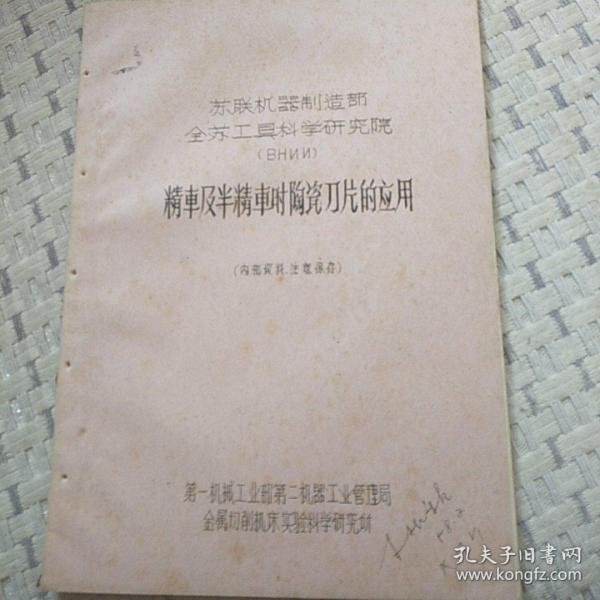 苏联机器制造部
全苏工具科学研究院
(ВНИИ)
精車及半精車时陶瓷刀片的应用
(内部資料.注意保存)
第一机械工业部第二机器工业管理局
金属切削机床实验科学研究所
孔夫子旧书网
www.kongfz.com